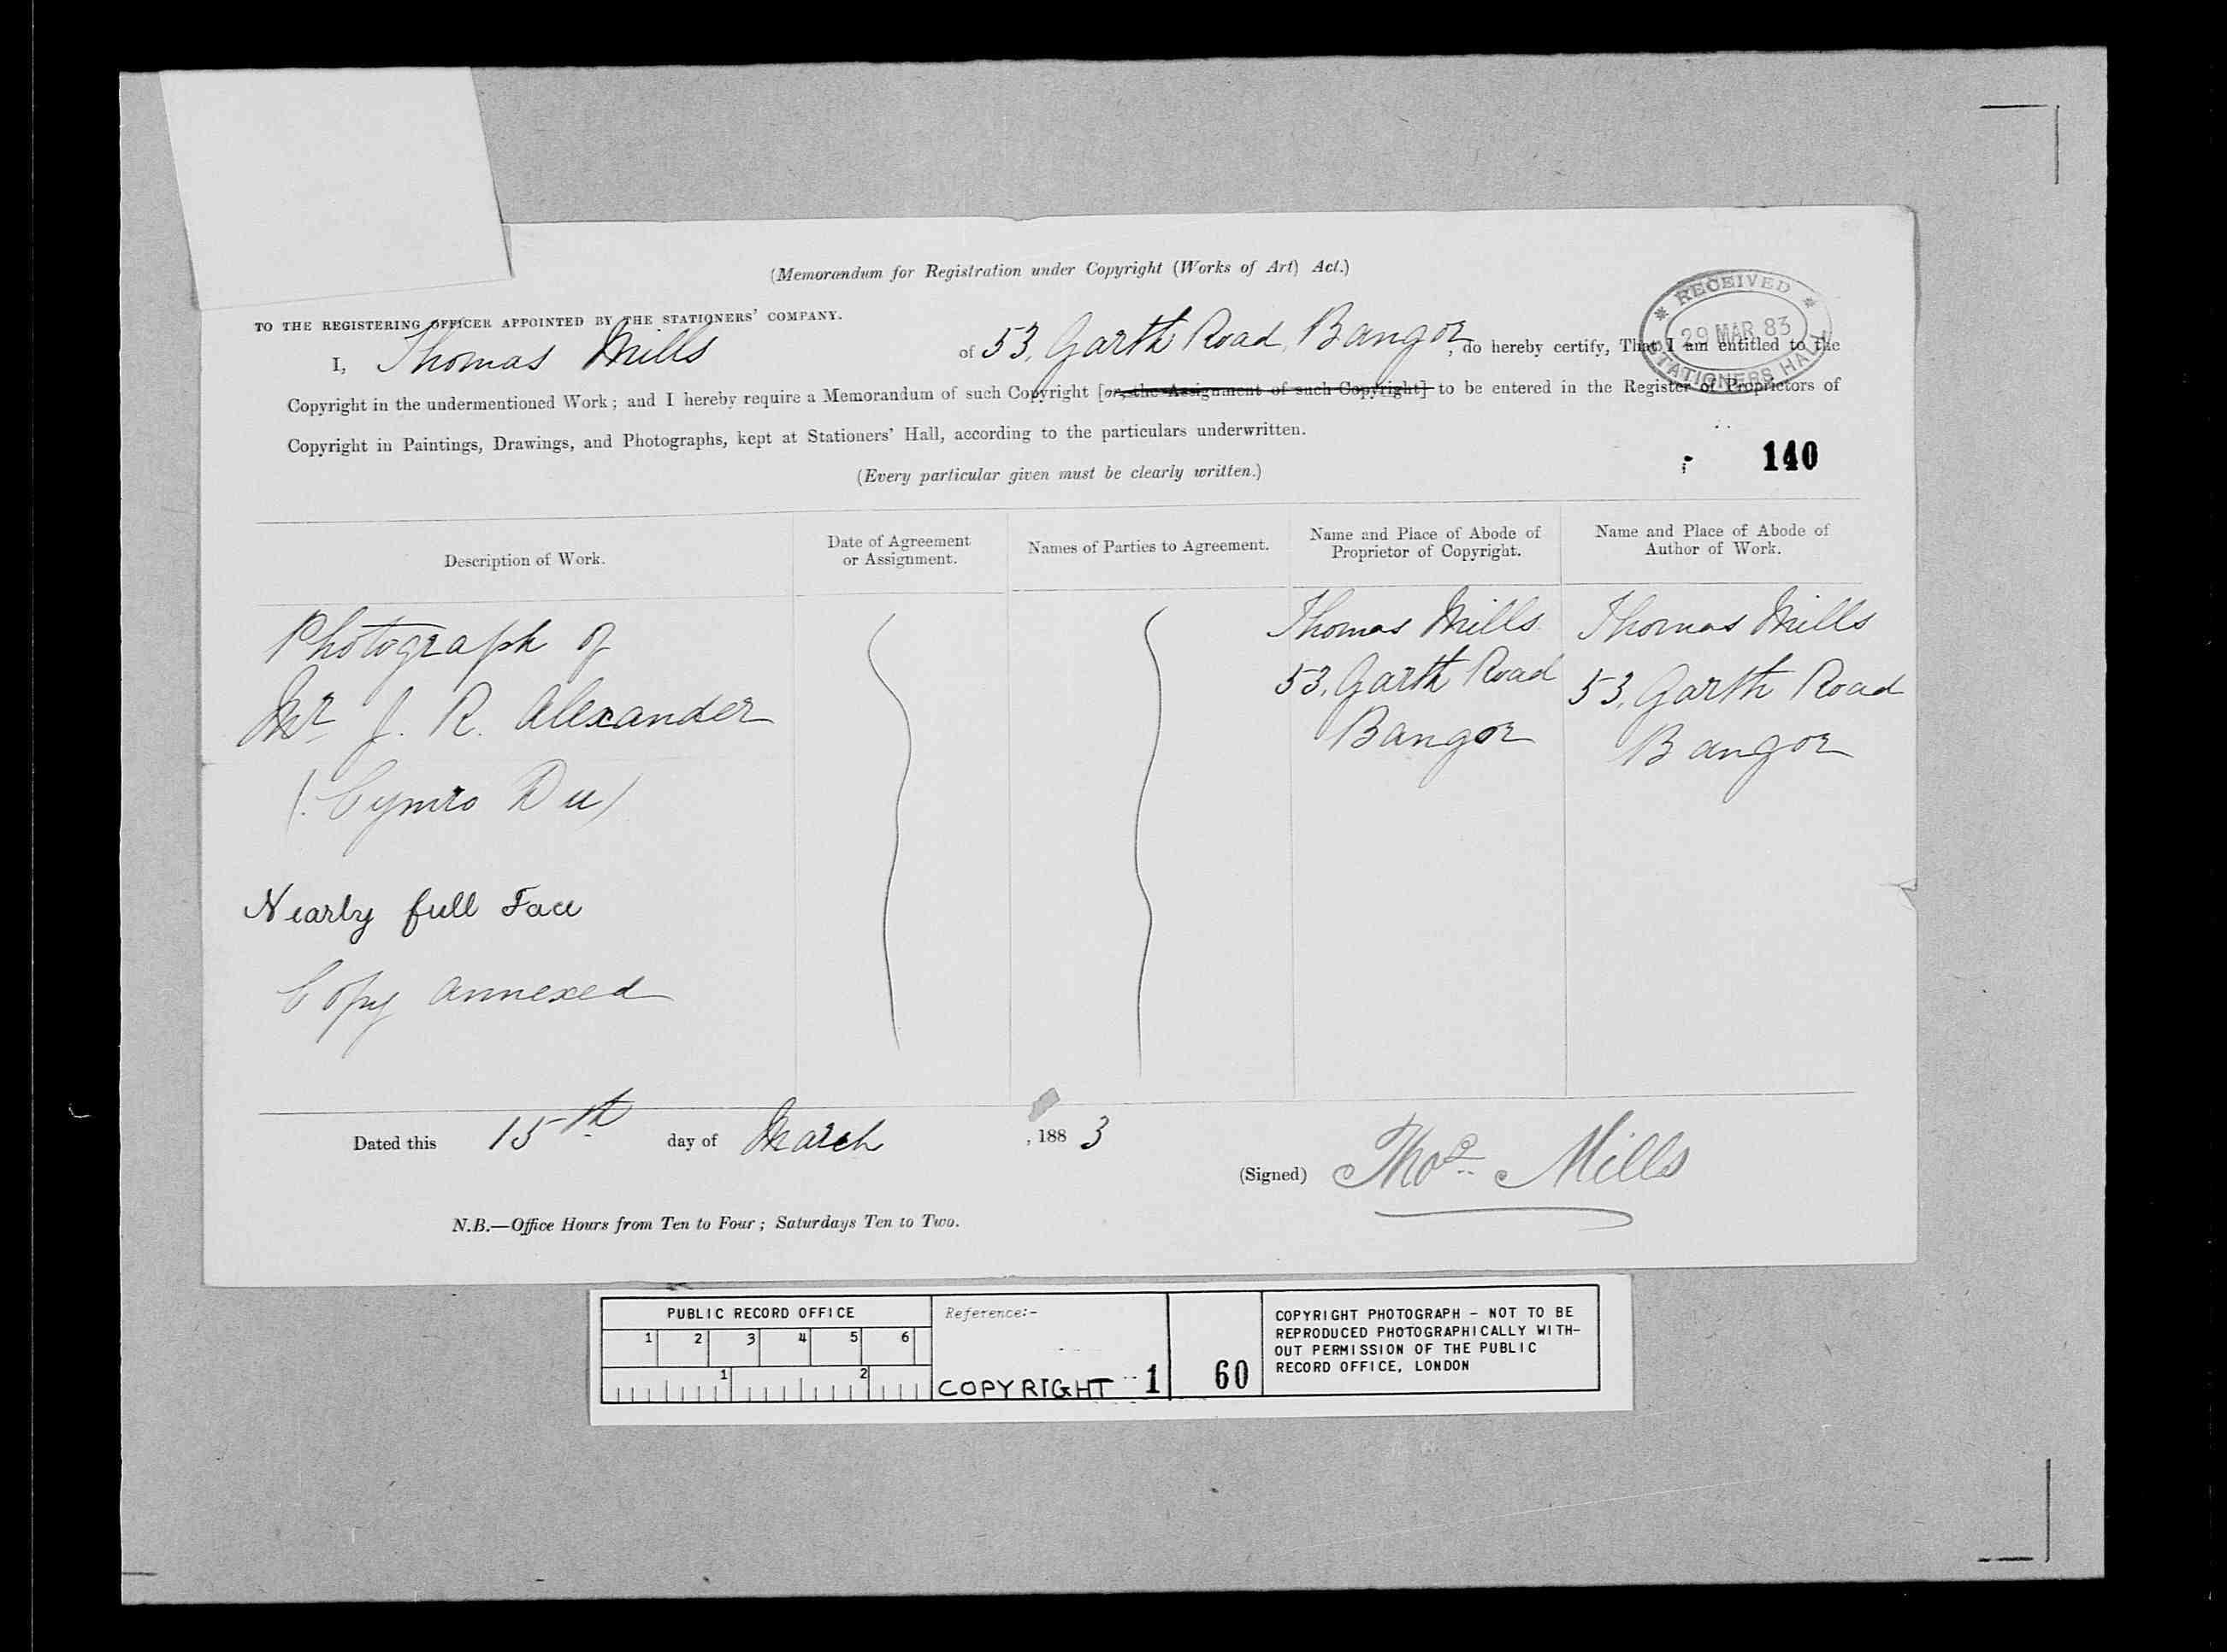 (Memorandum for Registration under Copyright (Works of Art) Act.)
RECEIVED
29 MAR. 83
STATIONERS HALL
TO THE REGISTERING OFFICER APPOINTED BY THE STATIONERS' COMPANY.
I, Thomas Mills of 53, Garth Road, Bangor, do hereby certify, That I am entitled to the
Copyright in the undermentioned Work; and I hereby require a Memorandum of such Copyright [or, the Assignment of such Copyright] to be entered in the Register of Proprietors of
Copyright in Paintings, Drawings, and Photographs, kept at Stationers' Hall, according to the particulars underwritten.
140
(Every particular given must be clearly written.)
Description of Work.
Date of Agreement
or Assignment.
Names of Parties to Agreement.
Name and Place of Abode of
Proprietor of Copyright.
Name and Place of Abode of
Author of Work.
Photograph of
Mr J. R. Alexander
(Cymro Du)
Nearly full Face
Copy annexed
Thomas Mills
53, Garth Road
Bangor
Thomas Mills
53, Garth Road
Bangor
Dated this 15th day of March, 1883
(Signed) Thos Mills
N.B.—Office Hours from Ten to Four; Saturdays Ten to Two.
PUBLIC RECORD OFFICE
1 2 3 4 5 6
1 2
Reference:-
COPYRIGHT 1
60
COPYRIGHT PHOTOGRAPH - NOT TO BE
REPRODUCED PHOTOGRAPHICALLY WITH-
OUT PERMISSION OF THE PUBLIC
RECORD OFFICE, LONDON